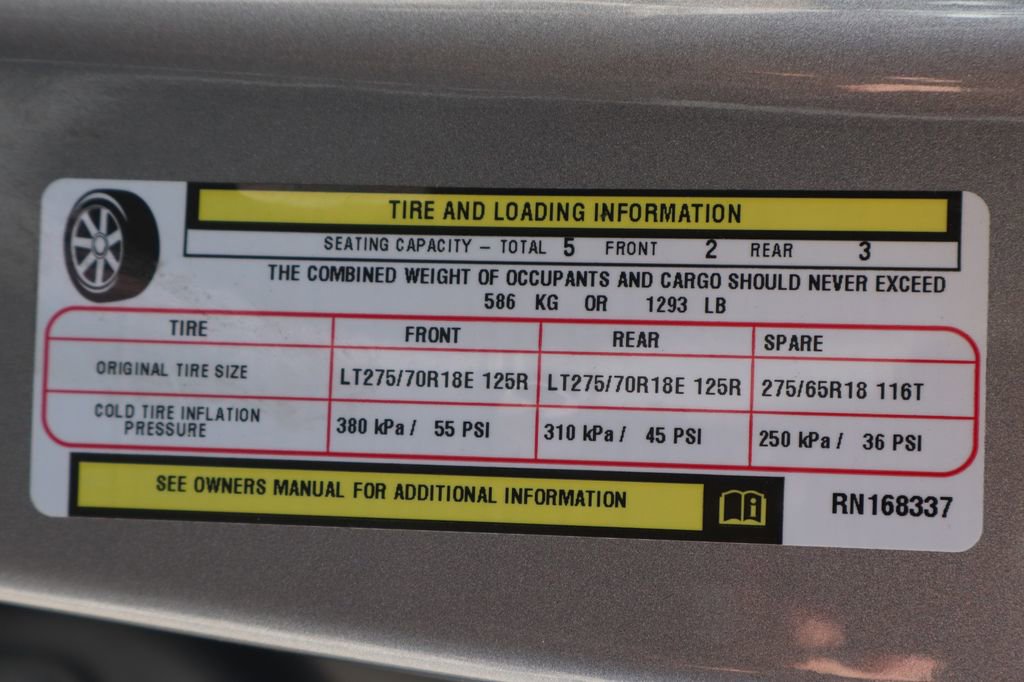 TIRE AND LOADING INFORMATION
SEATING CAPACITY – TOTAL 5 FRONT 2 REAR 3
THE COMBINED WEIGHT OF OCCUPANTS AND CARGO SHOULD NEVER EXCEED
586 KG OR 1293 LB
TIRE FRONT REAR SPARE
ORIGINAL TIRE SIZE LT275/70R18E 125R LT275/70R18E 125R 275/65R18 116T
COLD TIRE INFLATION
PRESSURE 380 kPa / 55 PSI 310 kPa / 45 PSI 250 kPa / 36 PSI
SEE OWNERS MANUAL FOR ADDITIONAL INFORMATION
RN168337